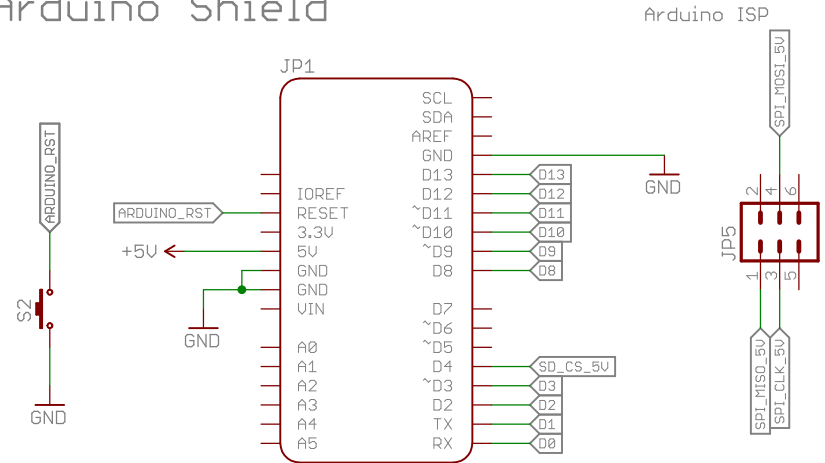 Arduino Shield
Arduino ISP
JP1
SCL
SDA
AREF
GND
D13
D12
~D11
~D10
~D9
D8
D7
~D6
~D5
D4
~D3
D2
TX
RX
IOREF
RESET
3.3V
5V
GND
GND
VIN
A0
A1
A2
A3
A4
A5
ARDUINO_RST
S2
GND
ARDUINO_RST
+5V
GND
D13
D12
D11
D10
D9
D8
SD_CS_5V
D3
D2
D1
D0
GND
SPI_MOSI_5V
2
4
6
JP5
1
3
5
SPI_MISO_5V
SPI_CLK_5V